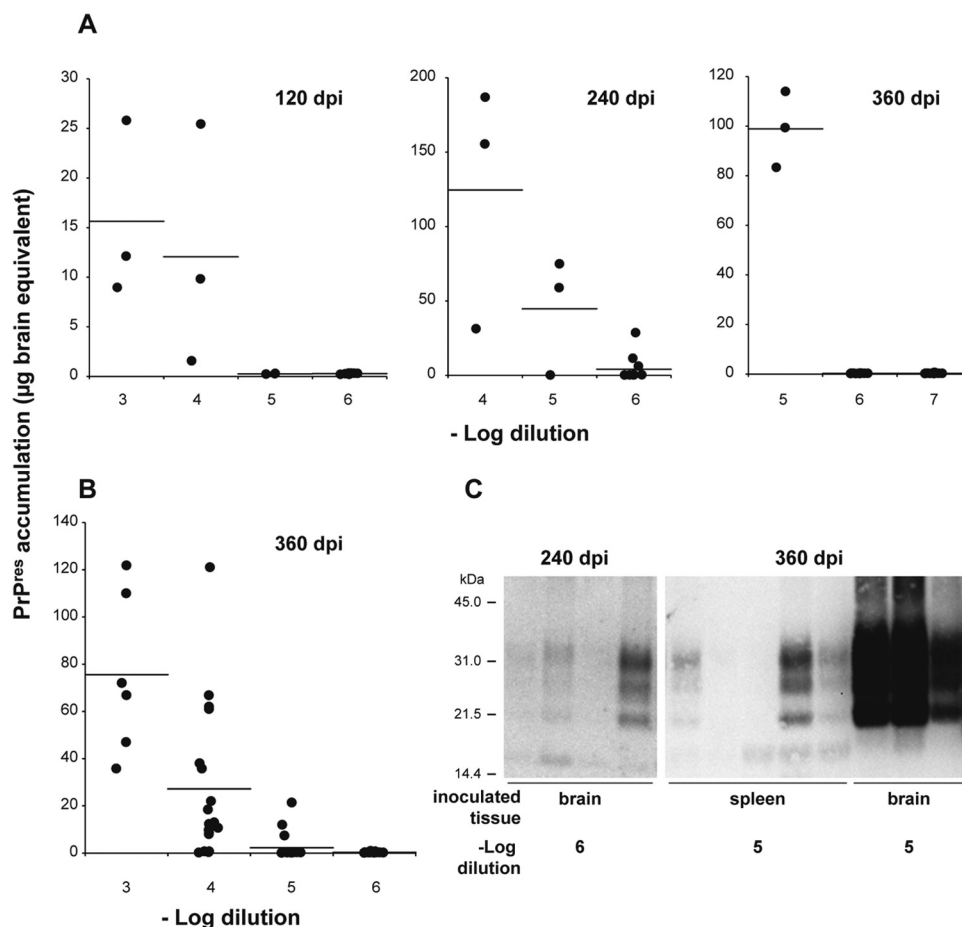 A
120 dpi
240 dpi
360 dpi
30
25
20
15
10
5
0
3 4 5 6
200
150
100
50
0
4 5 6
120
100
80
60
40
20
0
5 6 7
PrPres accumulation (µg brain equivalent)
- Log dilution
B
360 dpi
140
120
100
80
60
40
20
0
3 4 5 6
- Log dilution
C
240 dpi 360 dpi
kDa
45.0
31.0
21.5
14.4
inoculated tissue brain spleen brain
-Log dilution 6 5 5